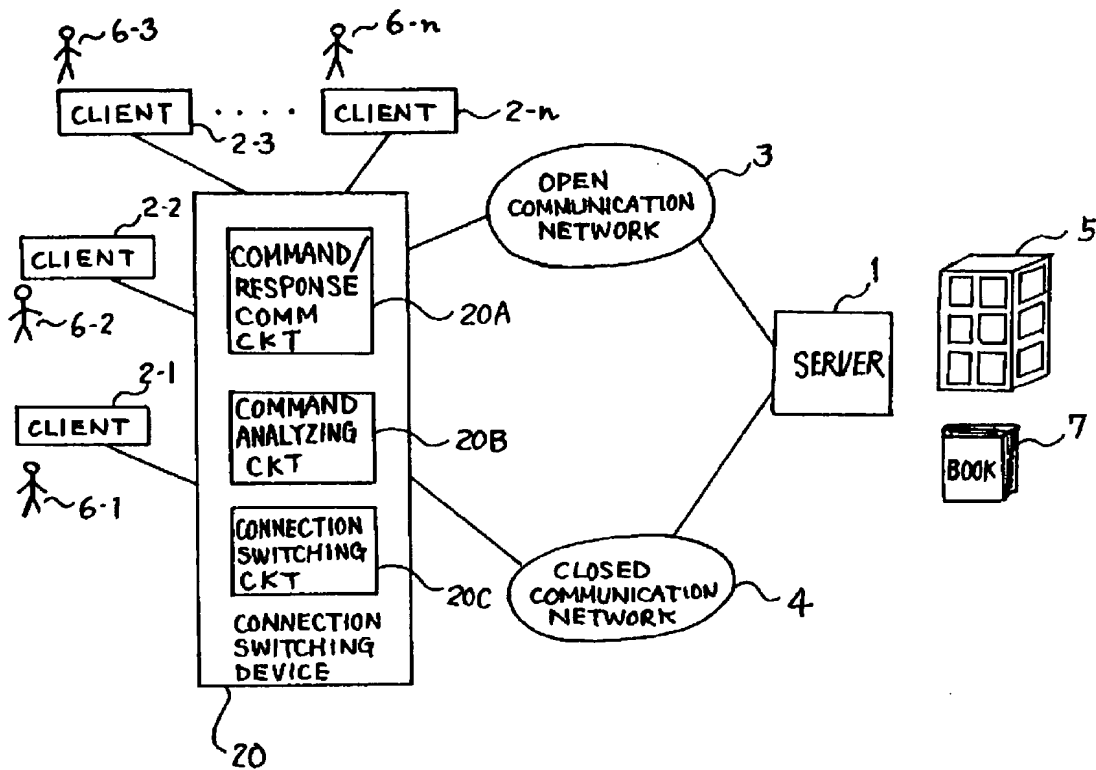 6-3
6-n
CLIENT
. . . .
CLIENT
2-3
2-n
3
OPEN
COMMUNICATION
NETWORK
2-2
CLIENT
6-2
COMMAND/
RESPONSE
COMM
CKT
20A
1
SERVER
5
2-1
CLIENT
6-1
COMMAND
ANALYZING
CKT
20B
7
BOOK
CONNECTION
SWITCHING
CKT
20C
CLOSED
COMMUNICATION
NETWORK
4
CONNECTION
SWITCHING
DEVICE
20